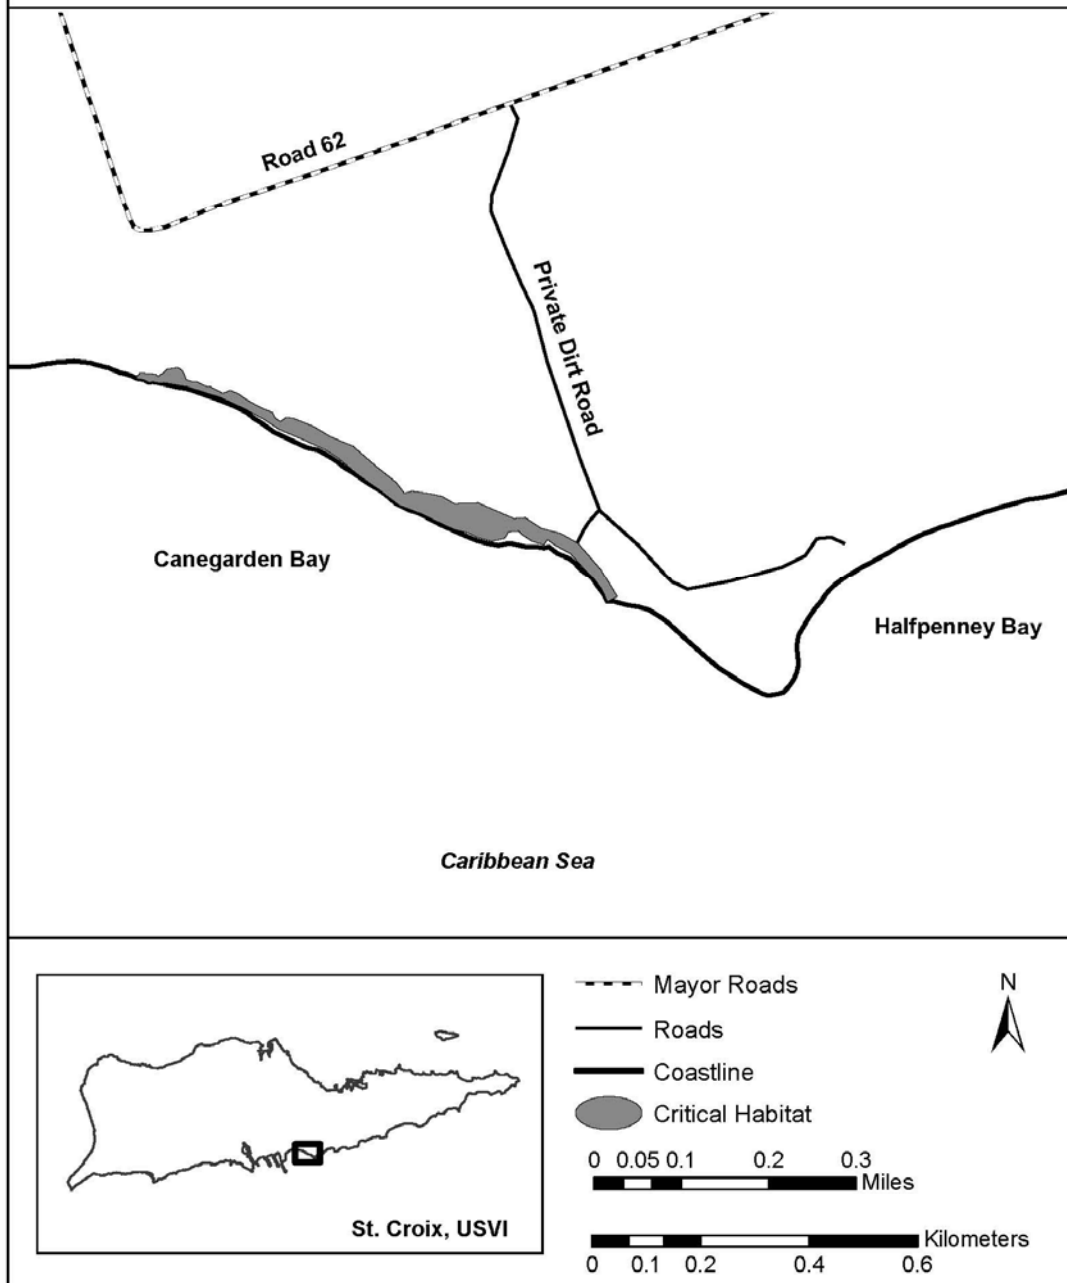 Road 62
Private Dirt Road
Canegarden Bay
Halfpenney Bay
Caribbean Sea
St. Croix, USVI
Mayor Roads
Roads
Coastline
Critical Habitat
N
0 0.05 0.1 0.2 0.3
Miles
Kilometers
0 0.1 0.2 0.4 0.6